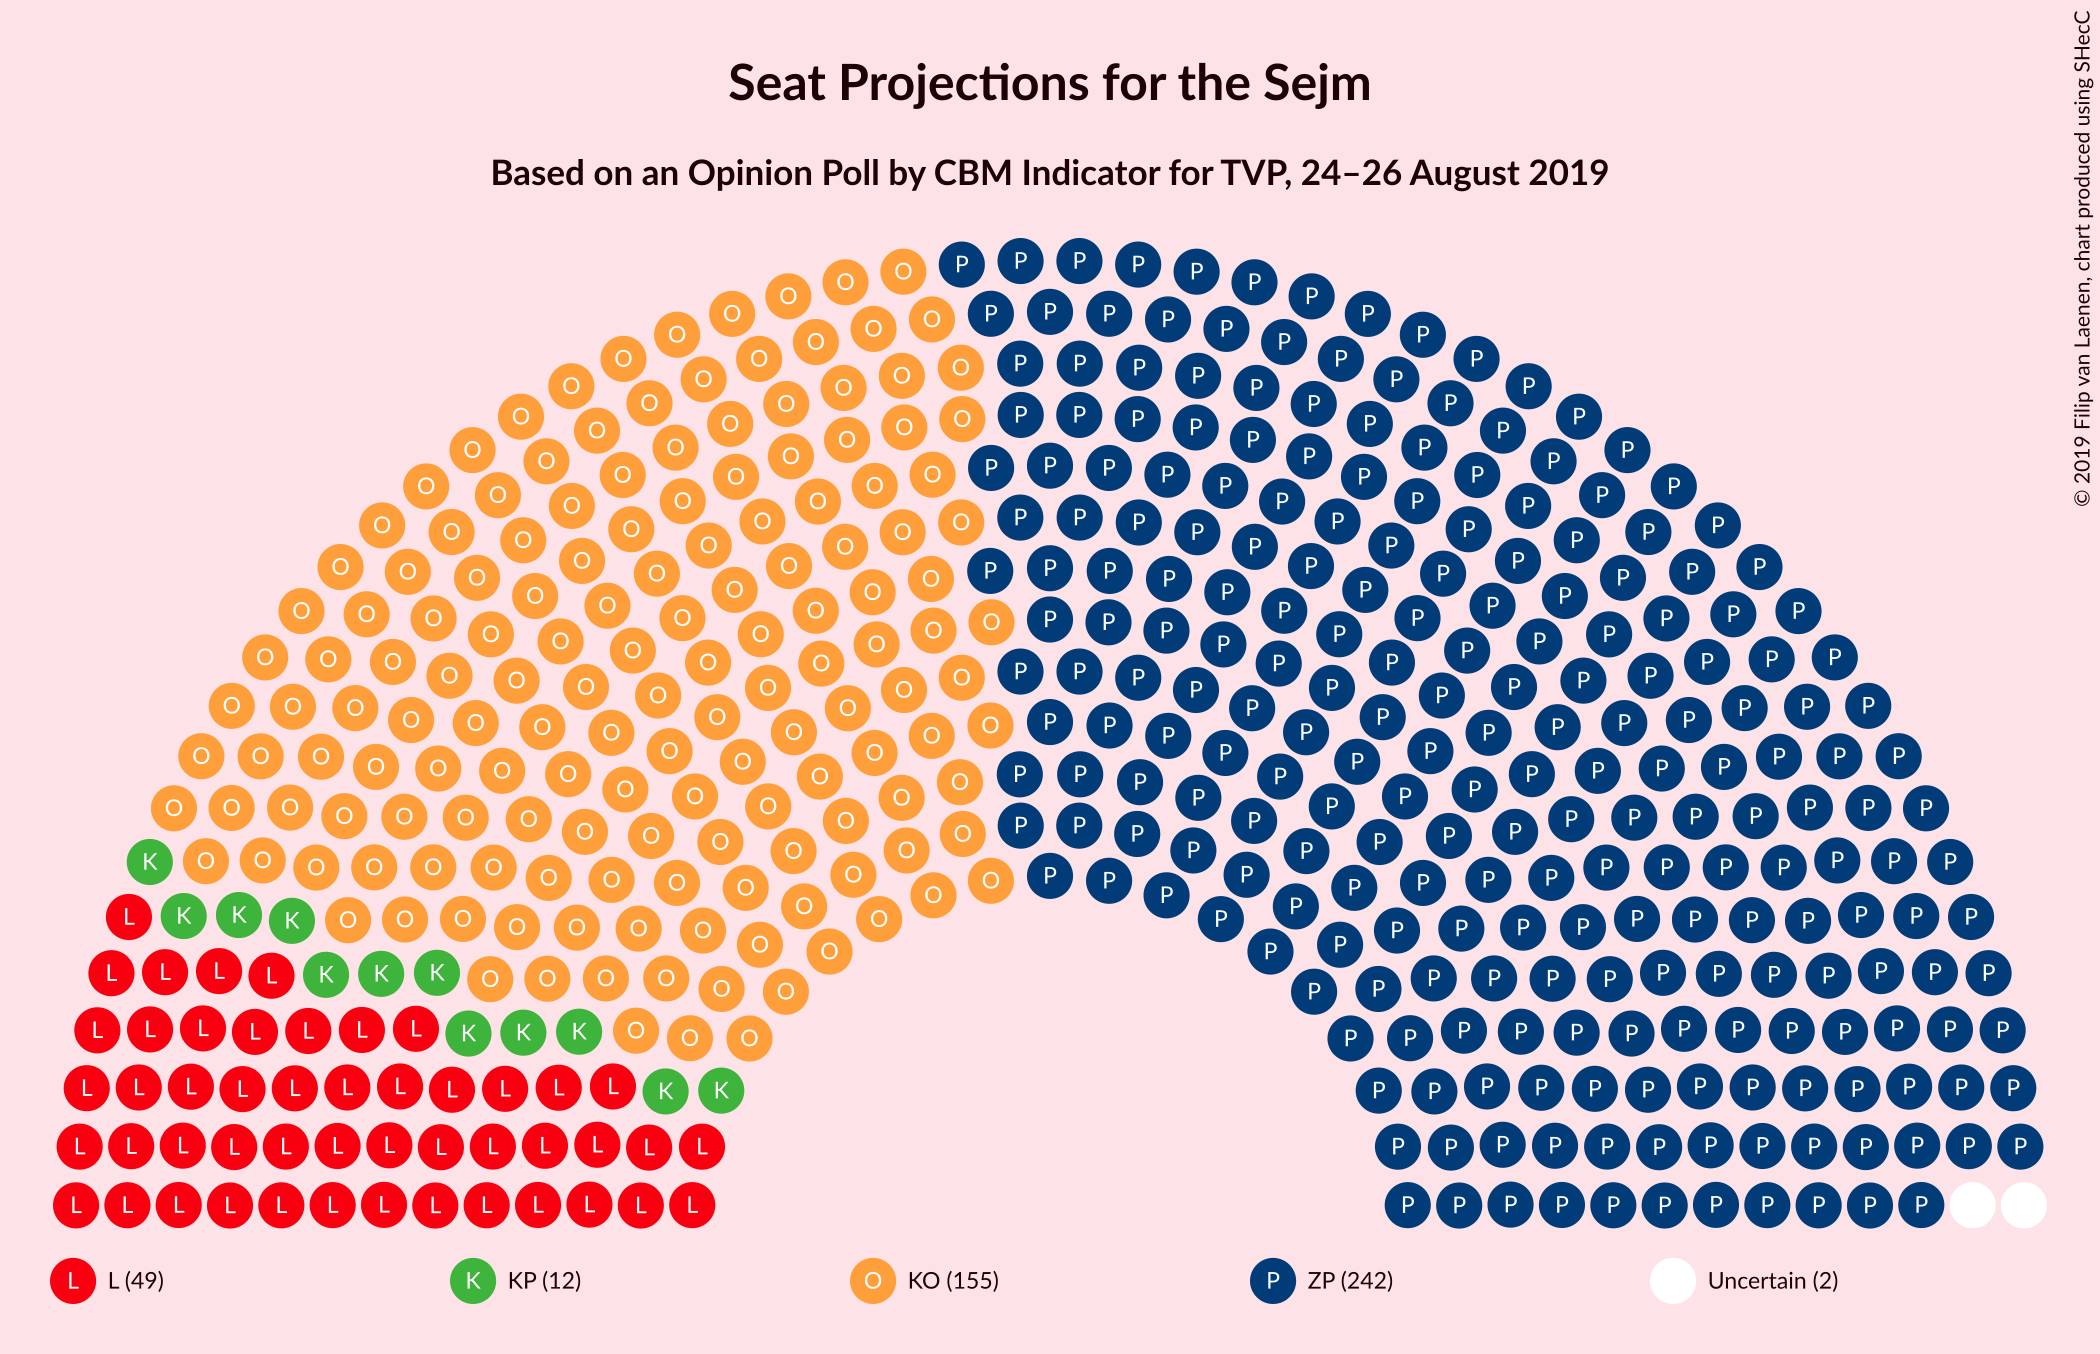 Seat Projections for the Sejm
Based on an Opinion Poll by CBM Indicator for TVP, 24–26 August 2019
© 2019 Filip van Laenen, chart produced using SHecC
L L (49)
K KP (12)
O KO (155)
P ZP (242)
Uncertain (2)